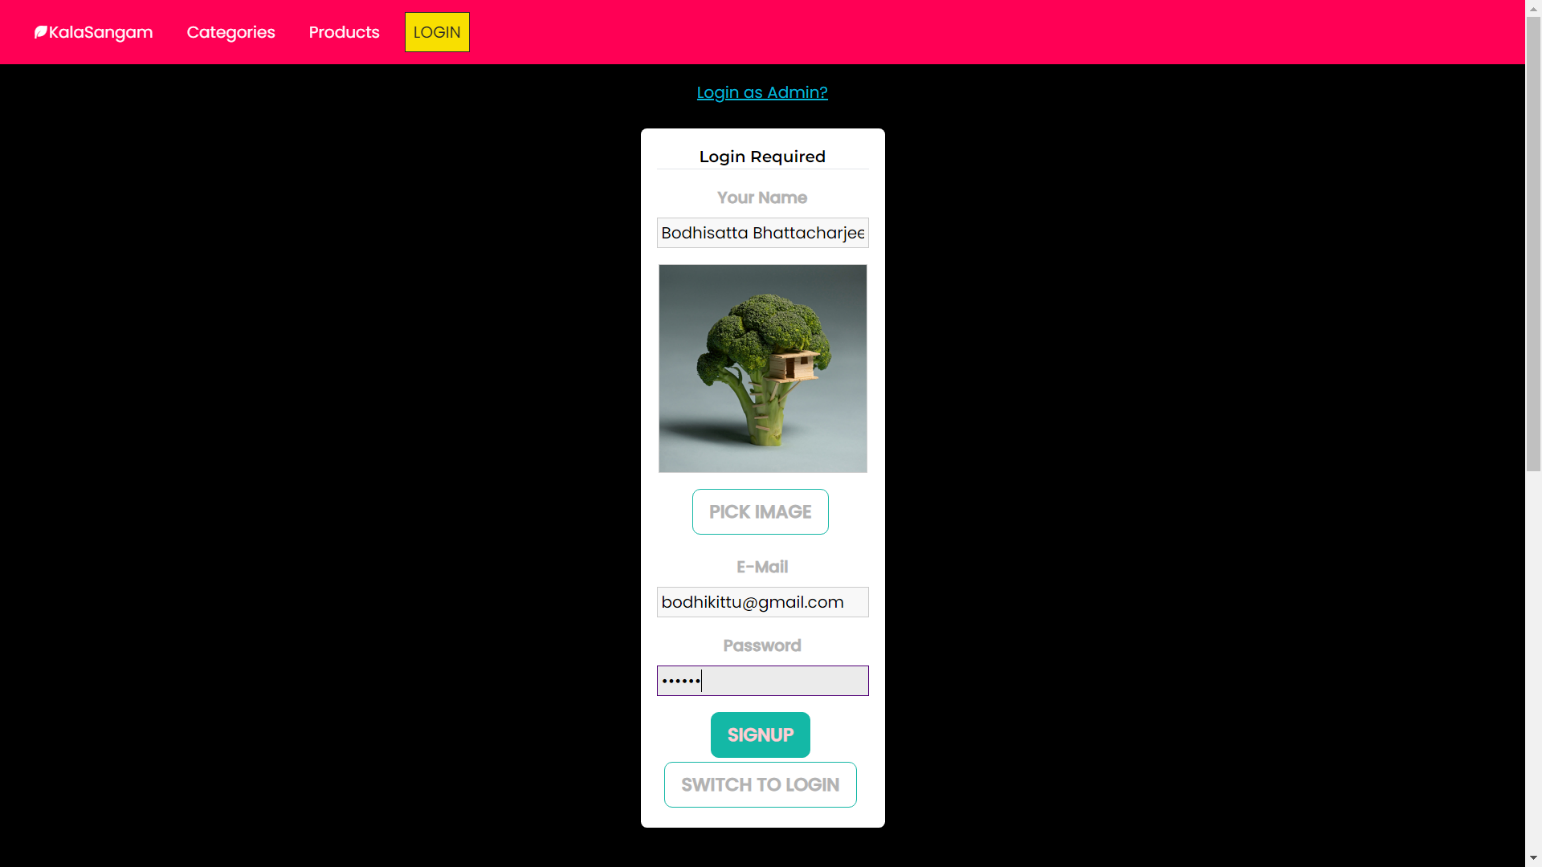 KalaSangam Categories Products LOGIN
Login as Admin?
Login Required
Your Name
Bodhisatta Bhattacharjee
PICK IMAGE
E-Mail
bodhikittu@gmail.com
Password
••••••
SIGNUP
SWITCH TO LOGIN